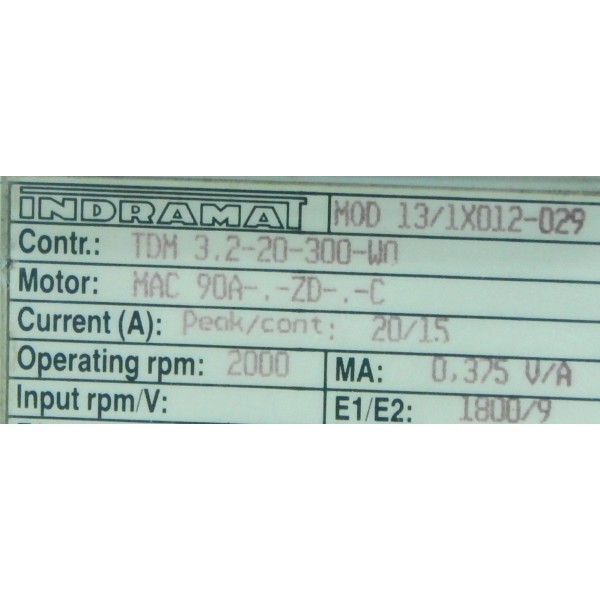 INDRAMAT MOD 13/1X012-029
Contr.: TDM 3.2-20-300-W0
Motor: MAC 90A-.-ZD-.-C
Current (A): Peak/cont: 20/15
Operating rpm: 2000 MA: 0,375 V/A
Input rpm/V: E1/E2: 1800/9